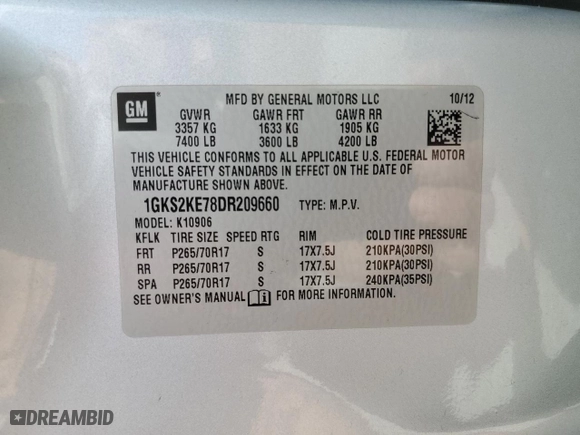 GM
MFD BY GENERAL MOTORS LLC 10/12
GVWR GAWR FRT GAWR RR
3357 KG 1633 KG 1905 KG
7400 LB 3600 LB 4200 LB
THIS VEHICLE CONFORMS TO ALL APPLICABLE U.S. FEDERAL MOTOR
VEHICLE SAFETY STANDARDS IN EFFECT ON THE DATE OF
MANUFACTURE SHOWN ABOVE.
1GKS2KE78DR209660 TYPE: M.P.V.
MODEL: K10906
KFLK TIRE SIZE SPEED RTG RIM COLD TIRE PRESSURE
FRT P265/70R17 S 17X7.5J 210KPA(30PSI)
RR P265/70R17 S 17X7.5J 210KPA(30PSI)
SPA P265/70R17 S 17X7.5J 240KPA(35PSI)
SEE OWNER'S MANUAL FOR MORE INFORMATION.
DREAMBID